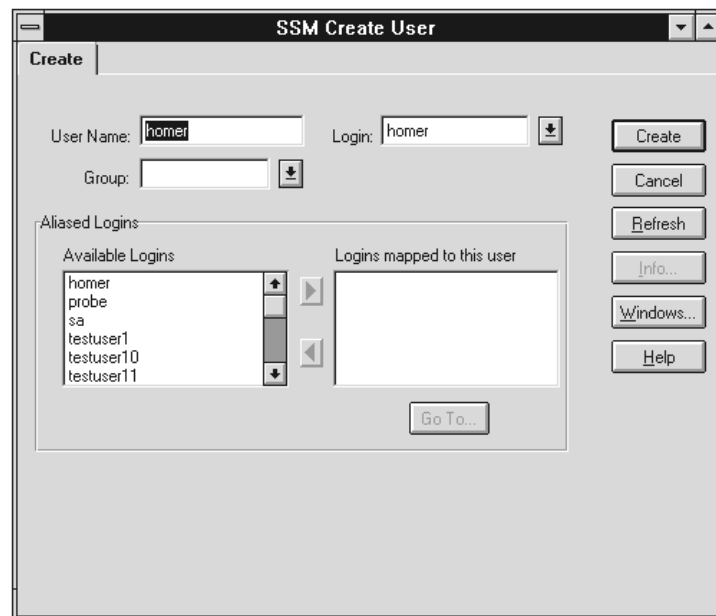 SSM Create User
Create
User Name: homer
Login: homer
Group:
Create
Cancel
Refresh
Info...
Windows...
Help
Aliased Logins
Available Logins
homer
probe
sa
testuser1
testuser10
testuser11
Logins mapped to this user
Go To...